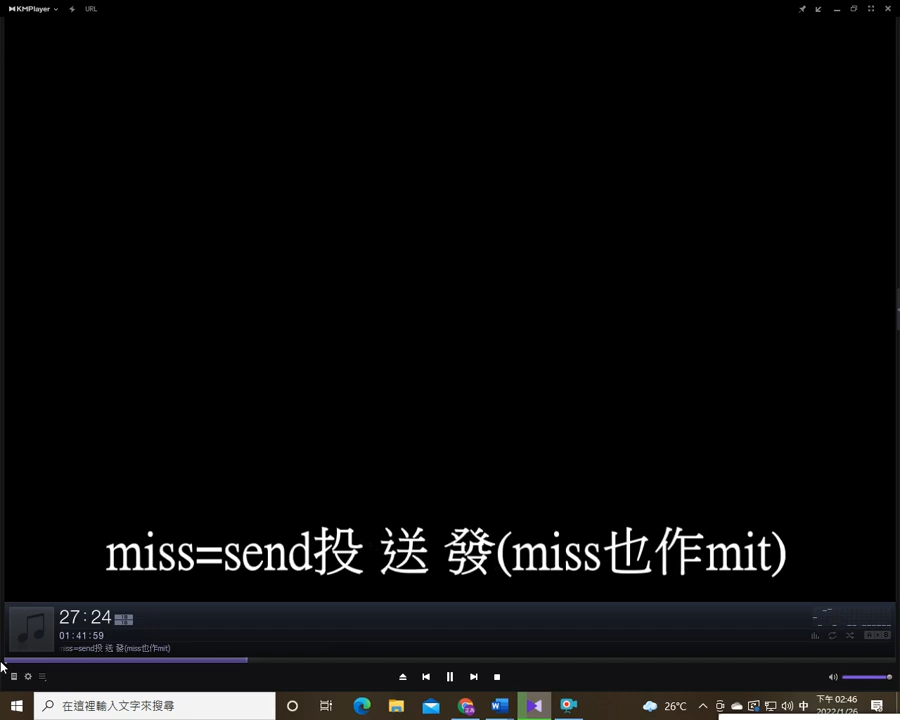 KMPlayer
URL
miss=send投 送 發(miss也作mit)
27:24
01:41:59
miss=send投 送 發(miss也作mit)
A B
在這裡輸入文字來搜尋
26°C
中
下午 02:46
2022/1/26